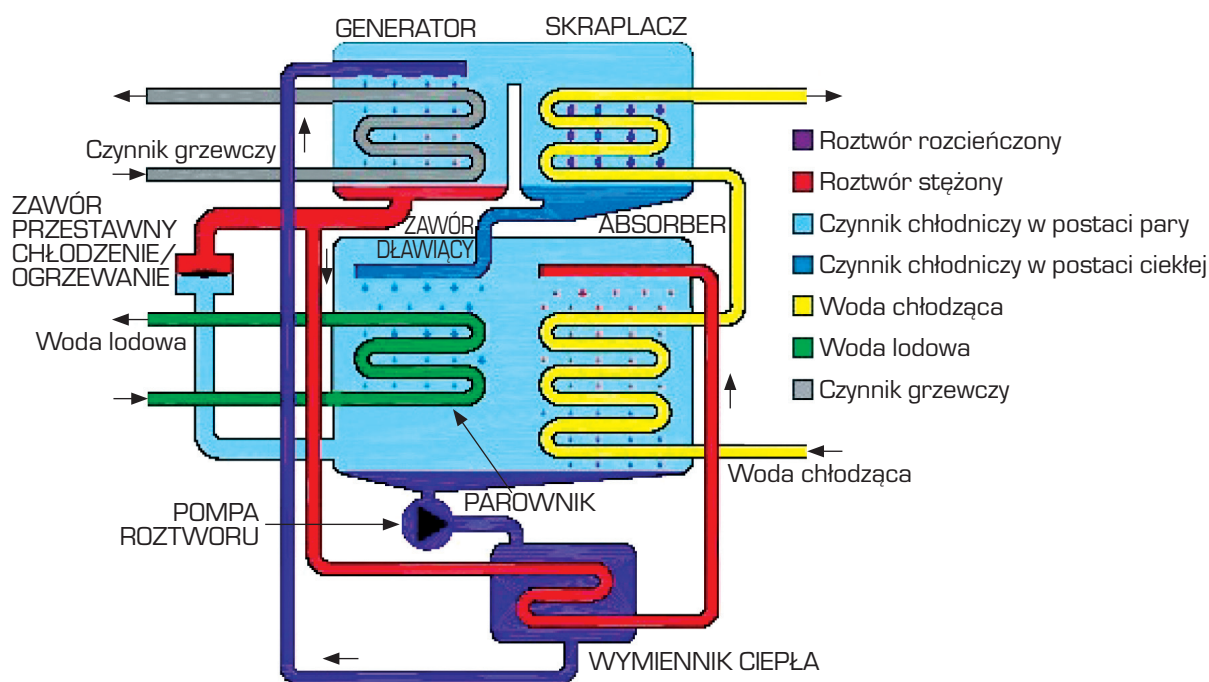 GENERATOR
SKRAPLACZ
Czynnik grzewczy
ZAWÓR
PRZESTAWNY
CHŁODZENIE/
OGRZEWANIE
ZAWÓR
DŁAWIĄCY
ABSORBER
Woda lodowa
Woda chłodząca
PAROWNIK
POMPA
ROZTWORU
WYMIENNIK CIEPŁA
Roztwór rozcieńczony
Roztwór stężony
Czynnik chłodniczy w postaci pary
Czynnik chłodniczy w postaci ciekłej
Woda chłodząca
Woda lodowa
Czynnik grzewczy